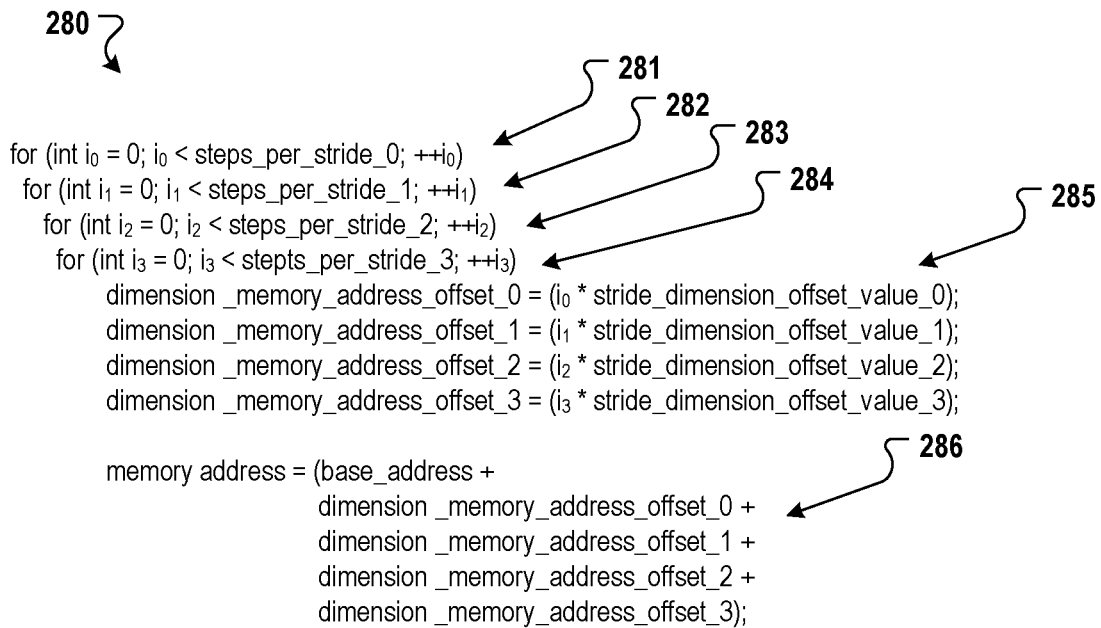 280
281
282
283
284
285
for (int i₀ = 0; i₀ < steps_per_stride_0; ++i₀)
for (int i₁ = 0; i₁ < steps_per_stride_1; ++i₁)
for (int i₂ = 0; i₂ < steps_per_stride_2; ++i₂)
for (int i₃ = 0; i₃ < stepts_per_stride_3; ++i₃)
dimension _memory_address_offset_0 = (i₀ * stride_dimension_offset_value_0);
dimension _memory_address_offset_1 = (i₁ * stride_dimension_offset_value_1);
dimension _memory_address_offset_2 = (i₂ * stride_dimension_offset_value_2);
dimension _memory_address_offset_3 = (i₃ * stride_dimension_offset_value_3);
286
memory address = (base_address +
dimension _memory_address_offset_0 +
dimension _memory_address_offset_1 +
dimension _memory_address_offset_2 +
dimension _memory_address_offset_3);